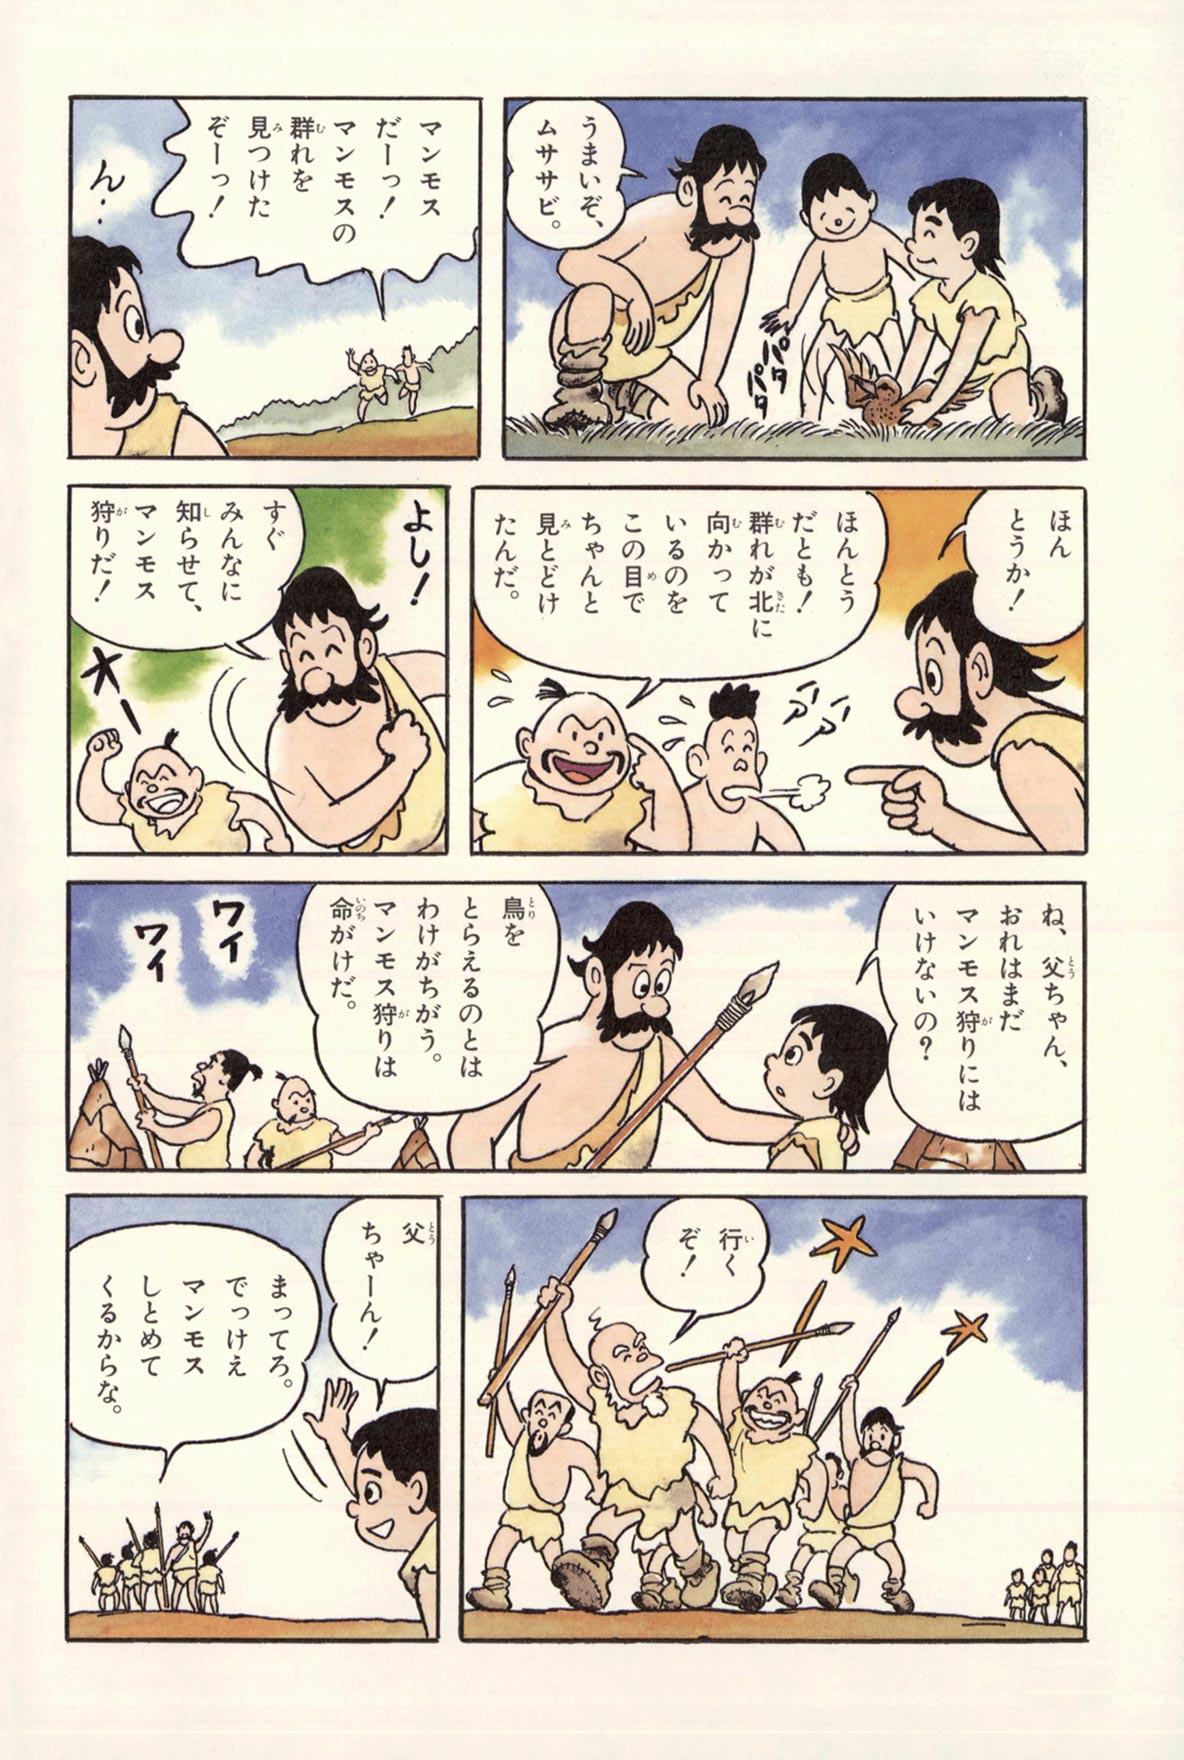 うまいぞ、
ムササビ。
パタ
パタ
マンモス
だーっ!
マンモスの
群れを
見つけた
ぞーっ!
ん‥
ほん
とうか!
ほんとう
だとも!
群れが北に
向かって
いるのを
この目で
ちゃんと
見とどけ
たんだ。
よし!
すぐ
みんなに
知らせて、
マンモス
狩りだ!
オー
ね、父ちゃん、
おれはまだ
マンモス狩りには
いけないの?
鳥を
とらえるのとは
わけがちがう。
マンモス狩りは
命がけだ。
ワイ
ワイ
行く
ぞ!
父
ちゃーん!
まってろ。
でっけえ
マンモス
しとめて
くるからな。